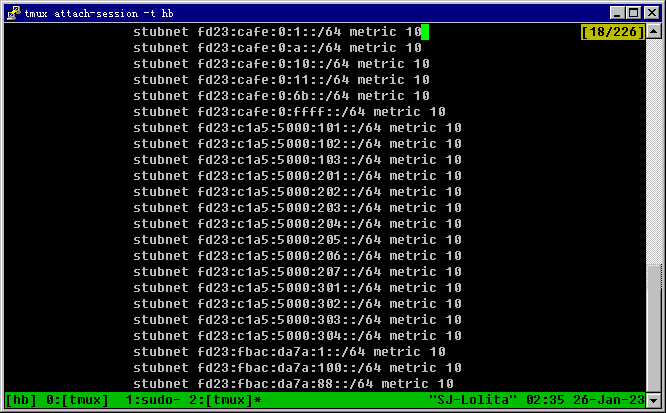 tmux attach-session -t hb
stubnet fd23:cafe:0:1::/64 metric 10 [18/226]
stubnet fd23:cafe:0:a::/64 metric 10
stubnet fd23:cafe:0:10::/64 metric 10
stubnet fd23:cafe:0:11::/64 metric 10
stubnet fd23:cafe:0:6b::/64 metric 10
stubnet fd23:cafe:0:ffff::/64 metric 10
stubnet fd23:c1a5:5000:101::/64 metric 10
stubnet fd23:c1a5:5000:102::/64 metric 10
stubnet fd23:c1a5:5000:103::/64 metric 10
stubnet fd23:c1a5:5000:201::/64 metric 10
stubnet fd23:c1a5:5000:202::/64 metric 10
stubnet fd23:c1a5:5000:203::/64 metric 10
stubnet fd23:c1a5:5000:204::/64 metric 10
stubnet fd23:c1a5:5000:205::/64 metric 10
stubnet fd23:c1a5:5000:206::/64 metric 10
stubnet fd23:c1a5:5000:207::/64 metric 10
stubnet fd23:c1a5:5000:301::/64 metric 10
stubnet fd23:c1a5:5000:302::/64 metric 10
stubnet fd23:c1a5:5000:303::/64 metric 10
stubnet fd23:c1a5:5000:304::/64 metric 10
stubnet fd23:fbac:da7a:1::/64 metric 10
stubnet fd23:fbac:da7a:100::/64 metric 10
stubnet fd23:fbac:da7a:88::/64 metric 10
[hb] 0:[tmux]  1:sudo- 2:[tmux]* "SJ-Lolita" 02:35 26-Jan-23